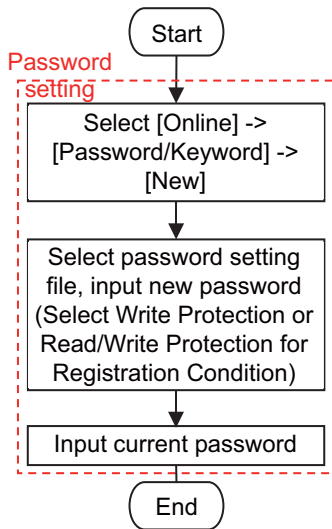 Start
Password
setting
Select [Online] ->
[Password/Keyword] ->
[New]
Select password setting
file, input new password
(Select Write Protection or
Read/Write Protection for
Registration Condition)
Input current password
End